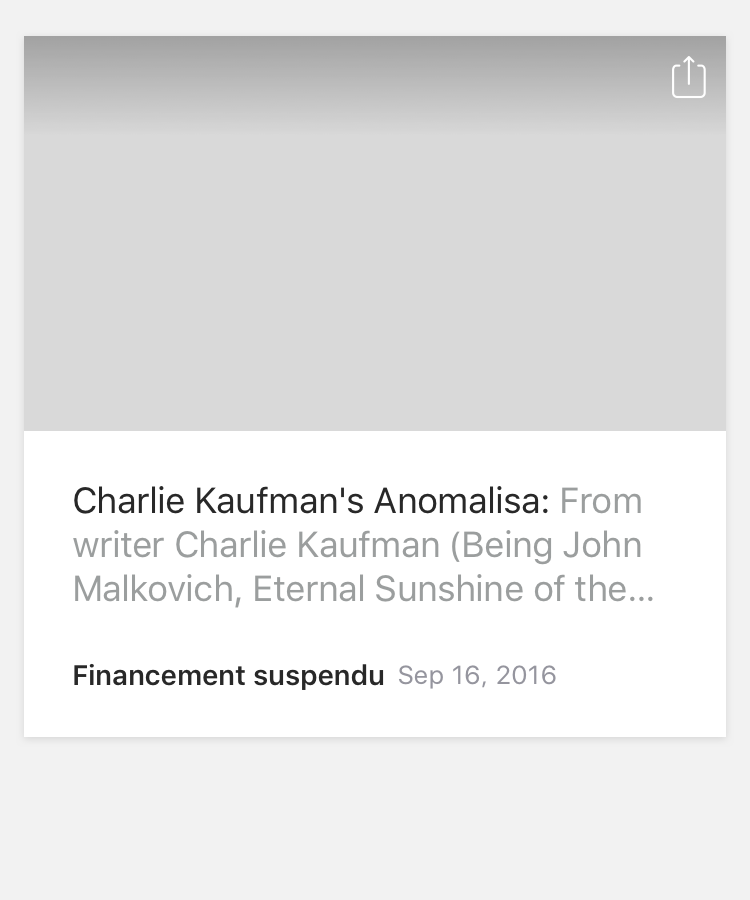 Charlie Kaufman's Anomalisa: From
writer Charlie Kaufman (Being John
Malkovich, Eternal Sunshine of the...
Financement suspendu Sep 16, 2016